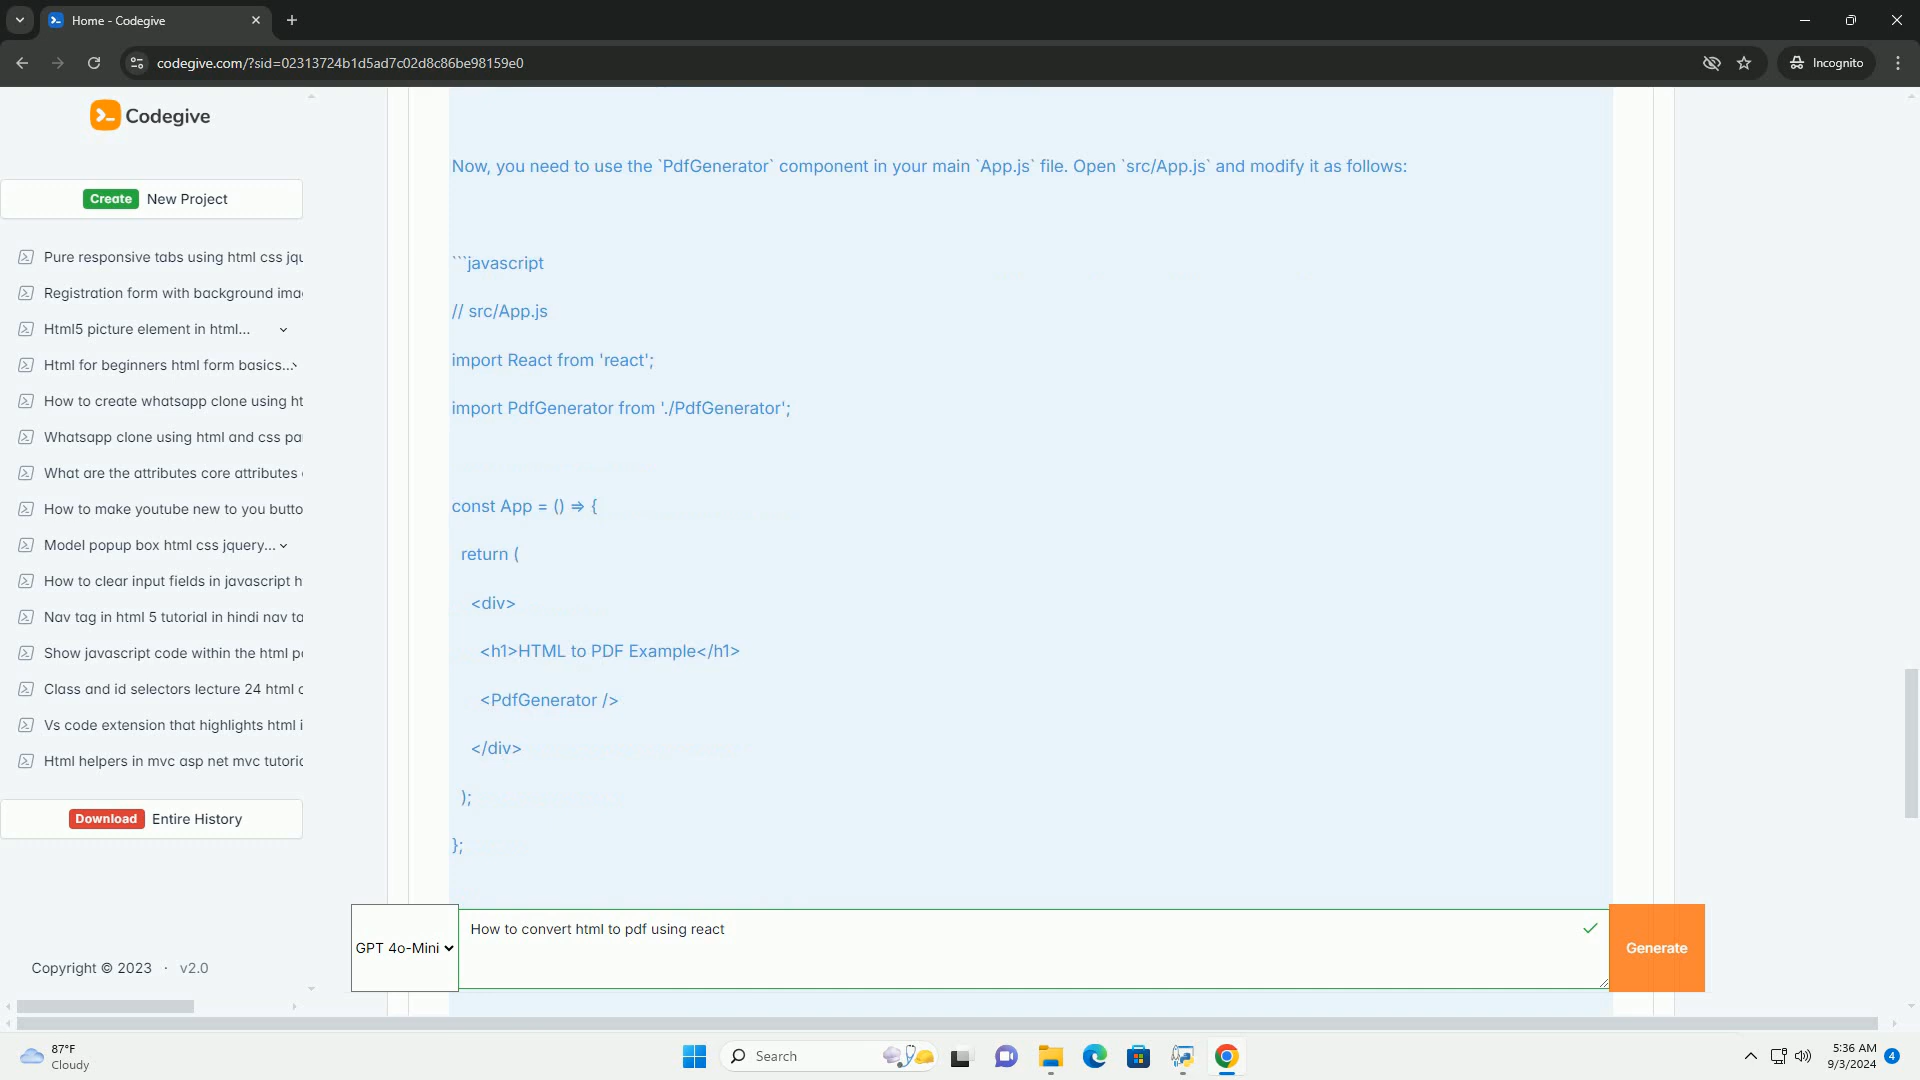 Home - Codegive
codegive.com/?sid=02313724b1d5ad7c02d8c86be98159e0
Incognito
Codegive
Create New Project
Pure responsive tabs using html css jqu
Registration form with background ima
Html5 picture element in html...
Html for beginners html form basics...
How to create whatsapp clone using ht
Whatsapp clone using html and css pa
What are the attributes core attributes
How to make youtube new to you butto
Model popup box html css jquery...
How to clear input fields in javascript h
Nav tag in html 5 tutorial in hindi nav ta
Show javascript code within the html p
Class and id selectors lecture 24 html c
Vs code extension that highlights html i
Html helpers in mvc asp net mvc tutoria
Download Entire History
Copyright © 2023 · v2.0
Now, you need to use the `PdfGenerator` component in your main `App.js` file. Open `src/App.js` and modify it as follows:
```javascript
// src/App.js
import React from 'react';
import PdfGenerator from './PdfGenerator';
const App = () => {
return (
<div>
<h1>HTML to PDF Example</h1>
<PdfGenerator />
</div>
);
};
GPT 4o-Mini
How to convert html to pdf using react
Generate
87°F
Cloudy
Search
5:36 AM
9/3/2024
4